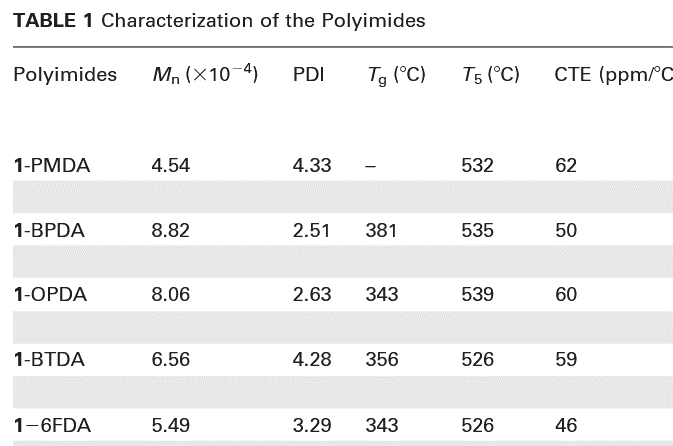 TABLE 1 Characterization of the Polyimides
Polyimides Mn (×10−4) PDI Tg (°C) T5 (°C) CTE (ppm/°C
1-PMDA 4.54 4.33 – 532 62
1-BPDA 8.82 2.51 381 535 50
1-OPDA 8.06 2.63 343 539 60
1-BTDA 6.56 4.28 356 526 59
1−6FDA 5.49 3.29 343 526 46